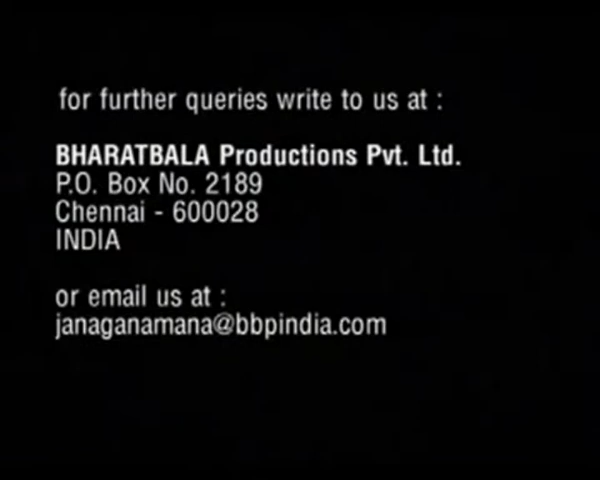 for further queries write to us at :
BHARATBALA Productions Pvt. Ltd.
P.O. Box No. 2189
Chennai - 600028
INDIA
or email us at :
janaganamana@bbpindia.com